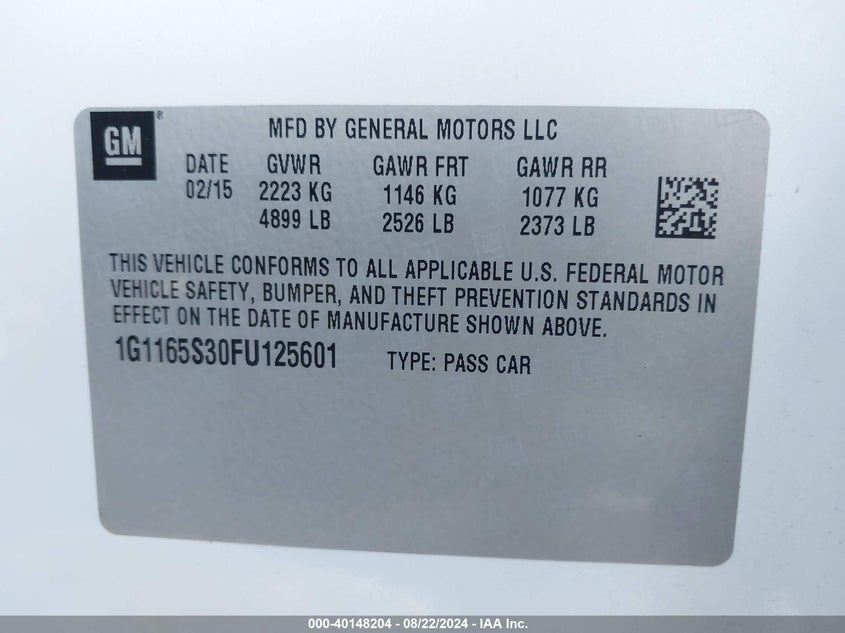 GM ®
MFD BY GENERAL MOTORS LLC
DATE GVWR GAWR FRT GAWR RR
02/15 2223 KG 1146 KG 1077 KG
4899 LB 2526 LB 2373 LB
THIS VEHICLE CONFORMS TO ALL APPLICABLE U.S. FEDERAL MOTOR
VEHICLE SAFETY, BUMPER, AND THEFT PREVENTION STANDARDS IN
EFFECT ON THE DATE OF MANUFACTURE SHOWN ABOVE.
1G1165S30FU125601 TYPE: PASS CAR
000-40148204 - 08/22/2024 - IAA Inc.